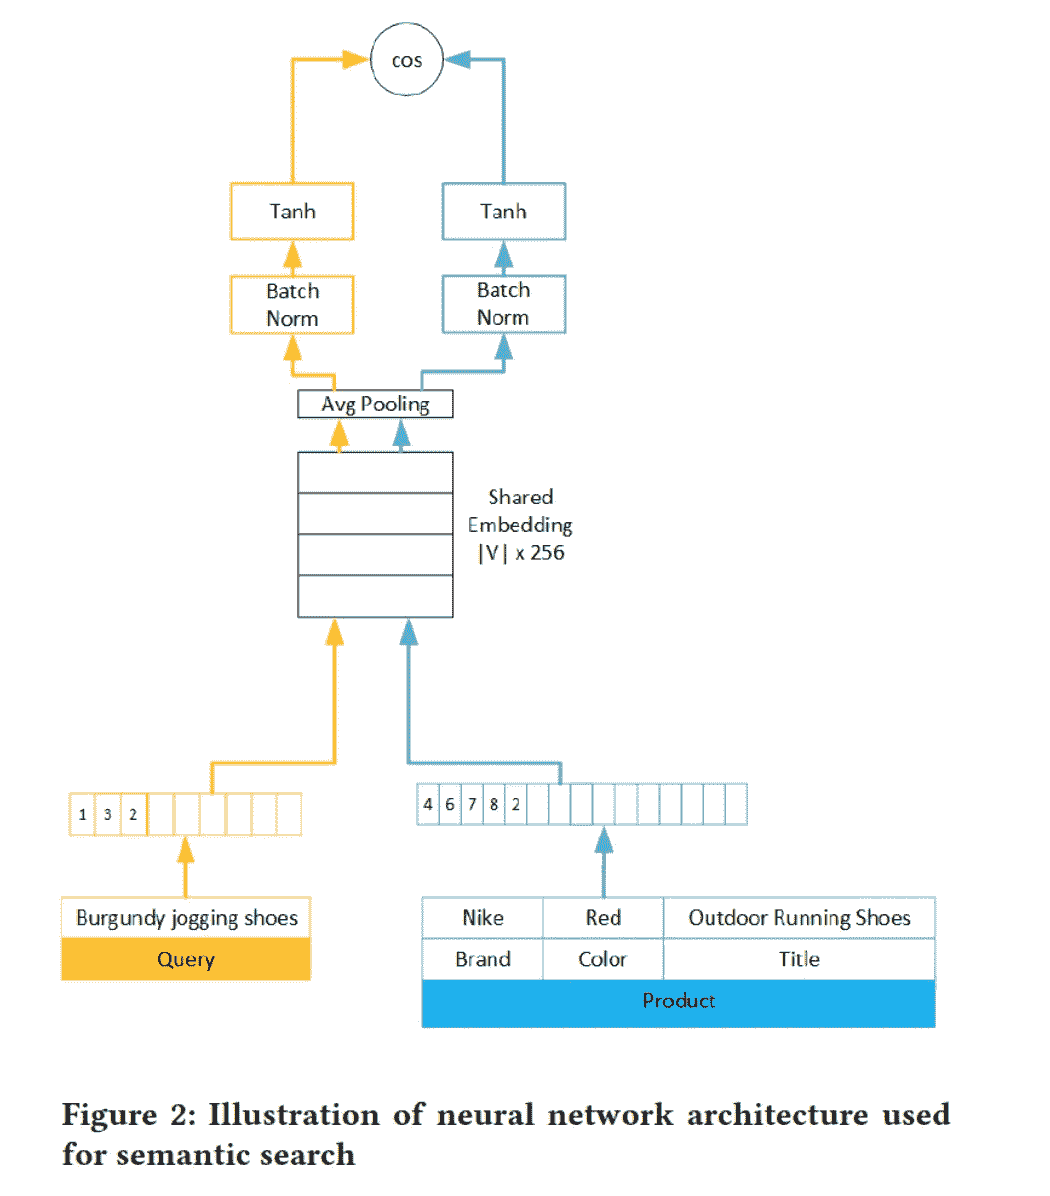 cos
Tanh
Tanh
Batch
Norm
Batch
Norm
Avg Pooling
Shared
Embedding
|V| x 256
1 3 2
4 6 7 8 2
Burgundy jogging shoes
Query
Nike Red Outdoor Running Shoes
Brand Color Title
Product
Figure 2: Illustration of neural network architecture used
for semantic search